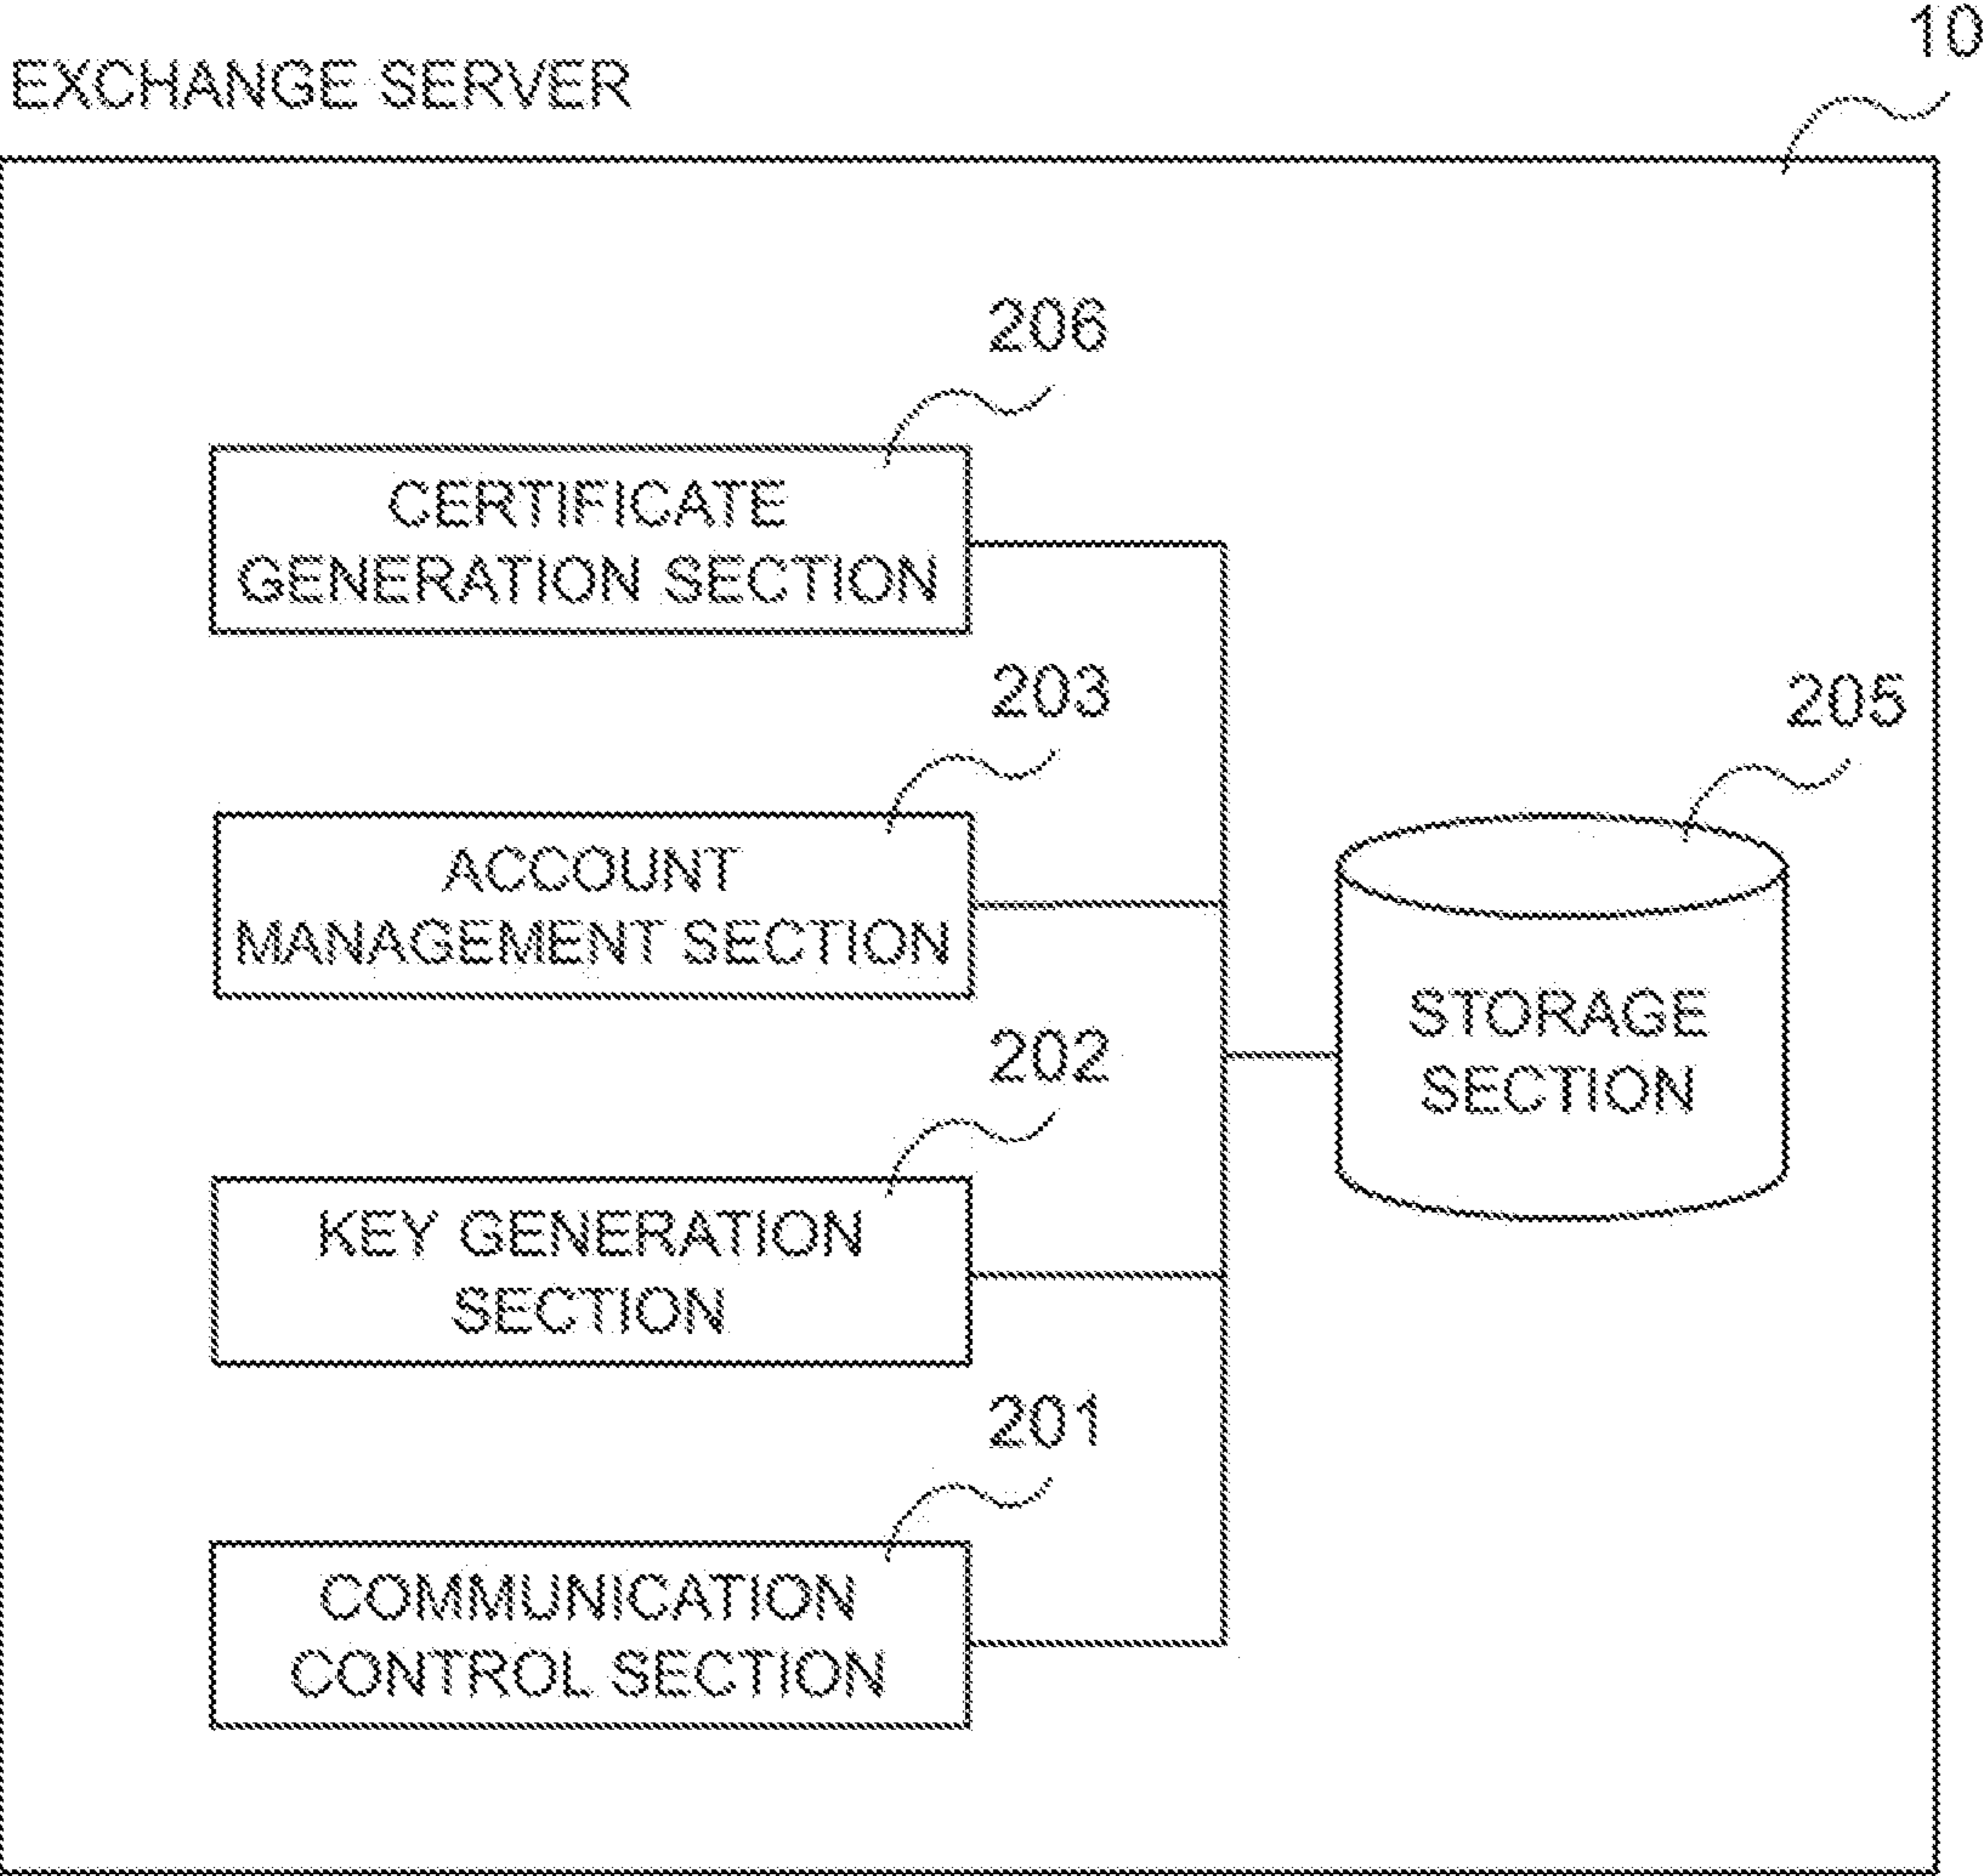 10
EXCHANGE SERVER
206
CERTIFICATE
GENERATION SECTION
203
205
ACCOUNT
MANAGEMENT SECTION
STORAGE
SECTION
202
KEY GENERATION
SECTION
201
COMMUNICATION
CONTROL SECTION